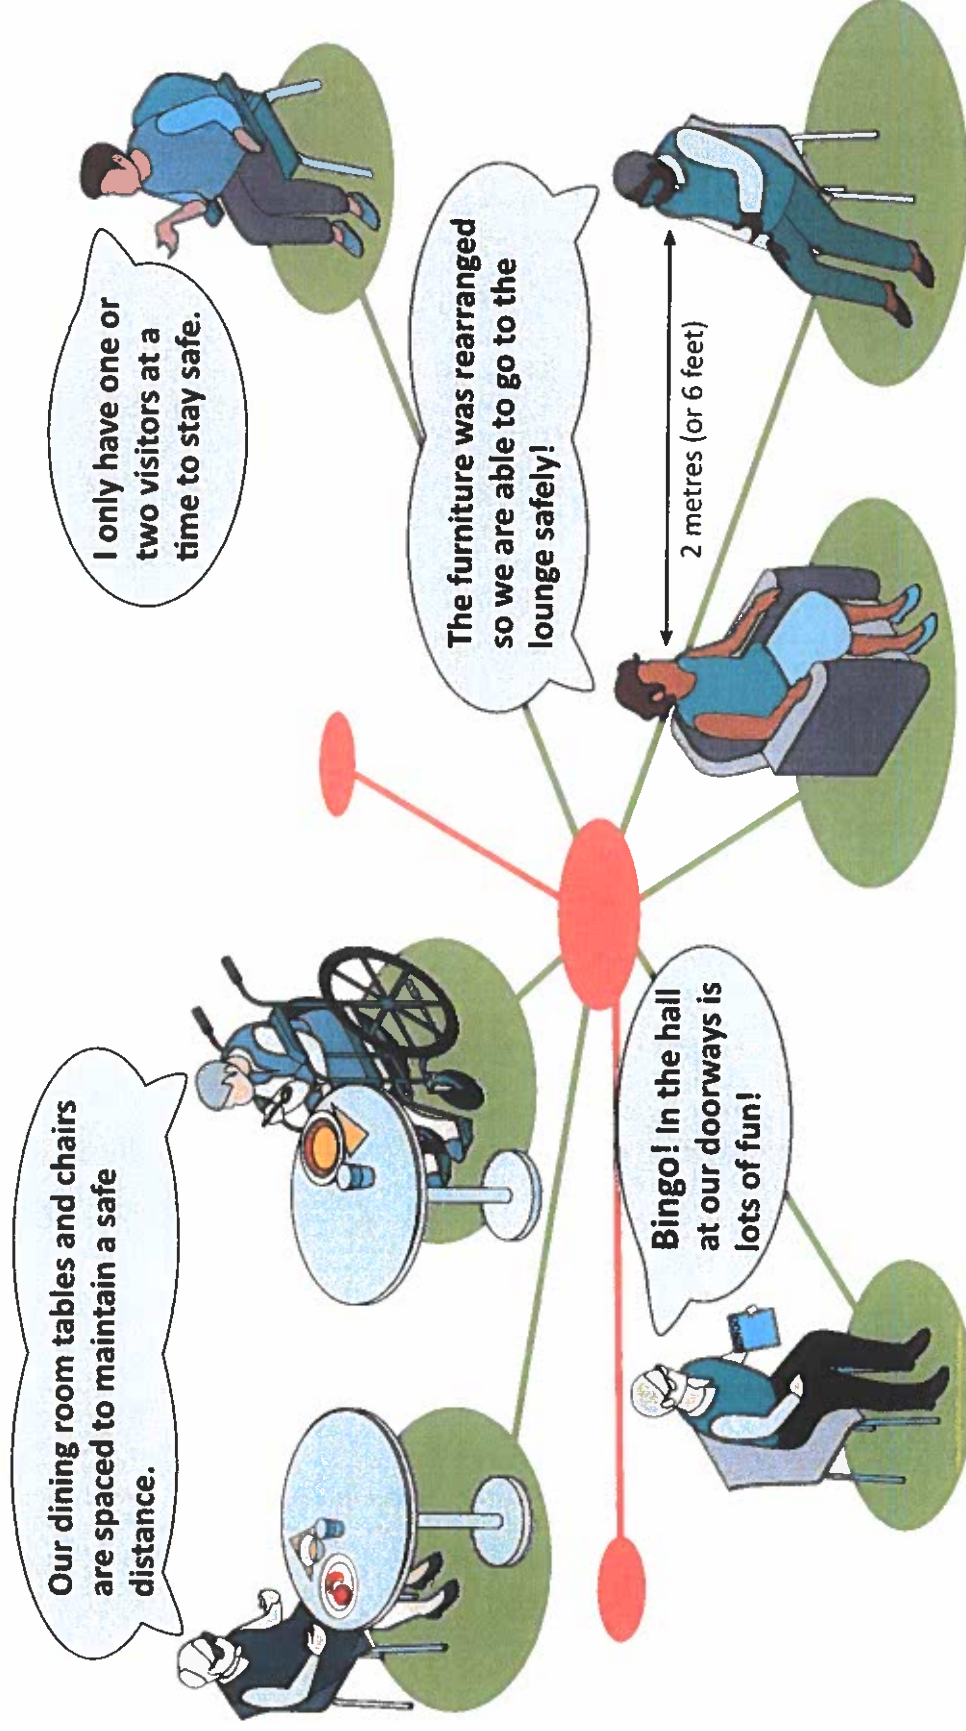 Our dining room tables and chairs
are spaced to maintain a safe
distance.
I only have one or
two visitors at a
time to stay safe.
The furniture was rearranged
so we are able to go to the
lounge safely!
2 metres (or 6 feet)
Bingo! In the hall
at our doorways is
lots of fun!